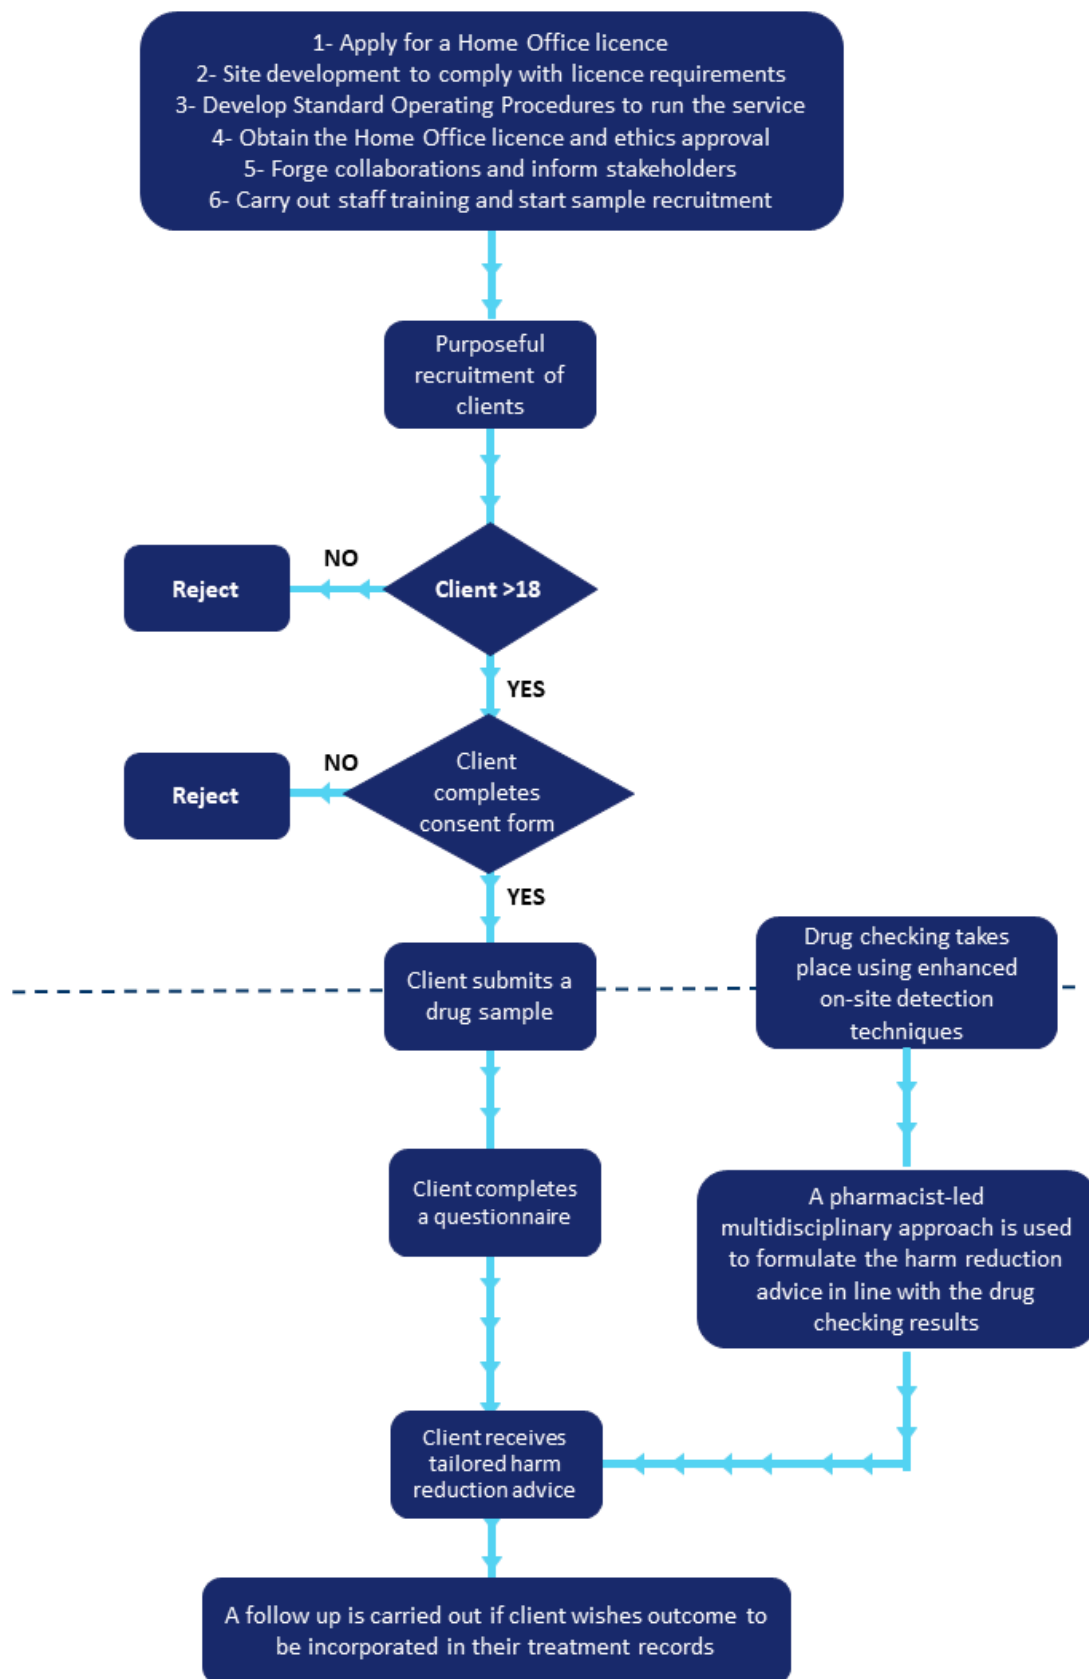 1- Apply for a Home Office licence
2- Site development to comply with licence requirements
3- Develop Standard Operating Procedures to run the service
4- Obtain the Home Office licence and ethics approval
5- Forge collaborations and inform stakeholders
6- Carry out staff training and start sample recruitment
Purposeful
recruitment of
clients
NO
Reject
Client >18
YES
NO
Reject
Client
completes
consent form
YES
Client submits a
drug sample
Drug checking takes
place using enhanced
on-site detection
techniques
Client completes
a questionnaire
A pharmacist-led
multidisciplinary approach is used
to formulate the harm reduction
advice in line with the drug
checking results
Client receives
tailored harm
reduction advice
A follow up is carried out if client wishes outcome to
be incorporated in their treatment records